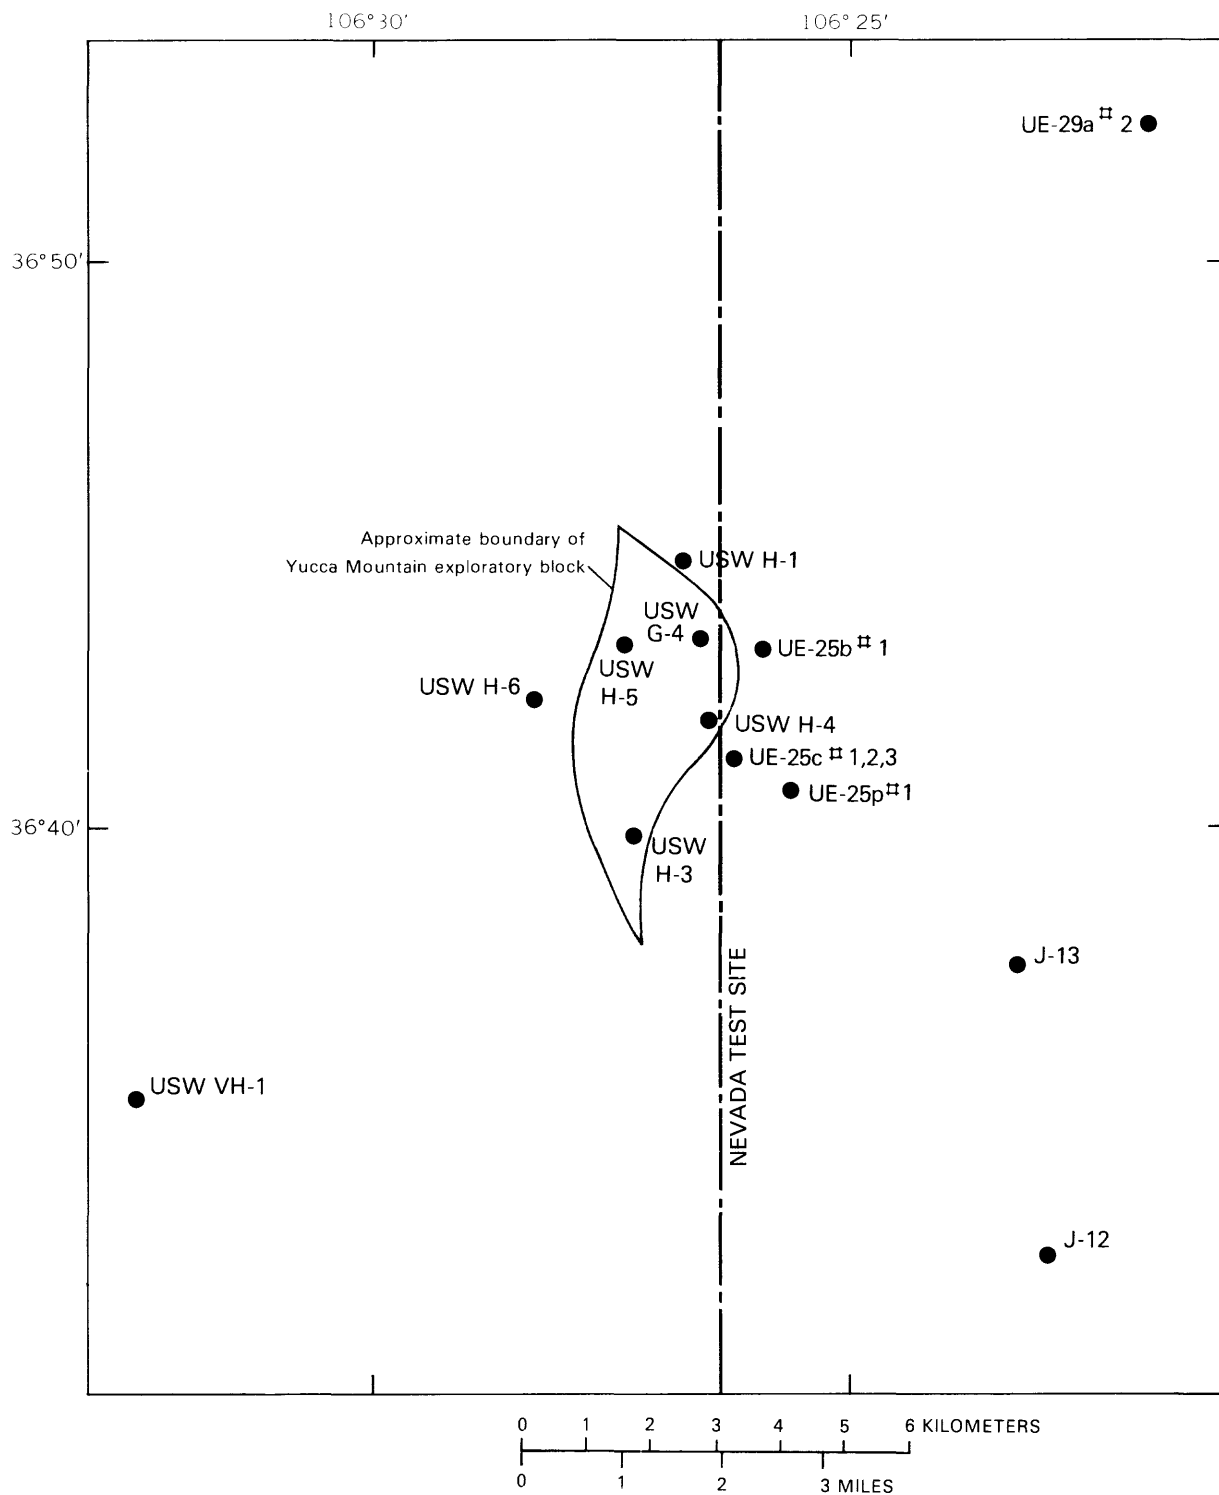 106°30′ 106°25′
UE-29a # 2
36°50′
Approximate boundary of
Yucca Mountain exploratory block
USW H-1
USW
G-4
UE-25b # 1
USW
H-5
USW H-6
USW H-4
UE-25c # 1,2,3
UE-25p # 1
36°40′
USW
H-3
NEVADA TEST SITE
J-13
USW VH-1
J-12
0 1 2 3 4 5 6 KILOMETERS
0 1 2 3 MILES